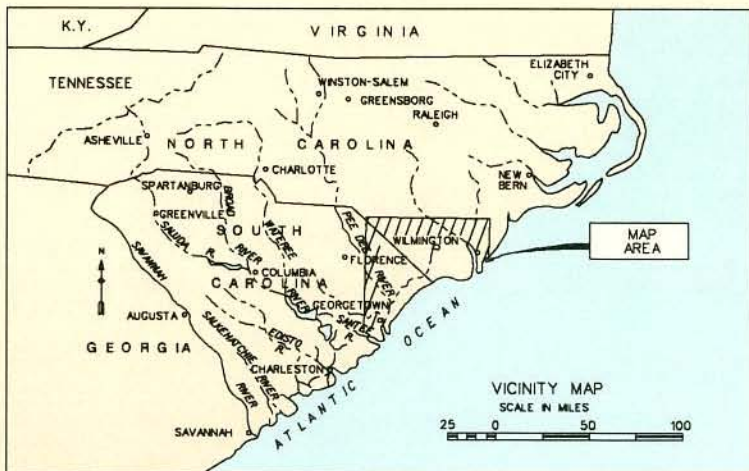 K.Y.
VIRGINIA
TENNESSEE
ELIZABETH
CITY
WINSTON-SALEM
GREENSBORG
RALEIGH
ASHEVILLE
NORTH CAROLINA
CHARLOTTE
NEW
BERN
SPARTANBURG
GREENVILLE
BROAD
RIVER
SOUTH
CAROLINA
SALUDA
R.
WATEREE
RIVER
PEE DEE
RIVER
WILMINGTON
MAP
AREA
FLORENCE
COLUMBIA
GEORGETOWN
SANTEE
R.
N
SAVANNAH
RIVER
AUGUSTA
GEORGIA
SALKEHATCHIE
RIVER
EDISTO
R.
CHARLESTON
SAVANNAH
ATLANTIC OCEAN
VICINITY MAP
SCALE IN MILES
25 0 50 100